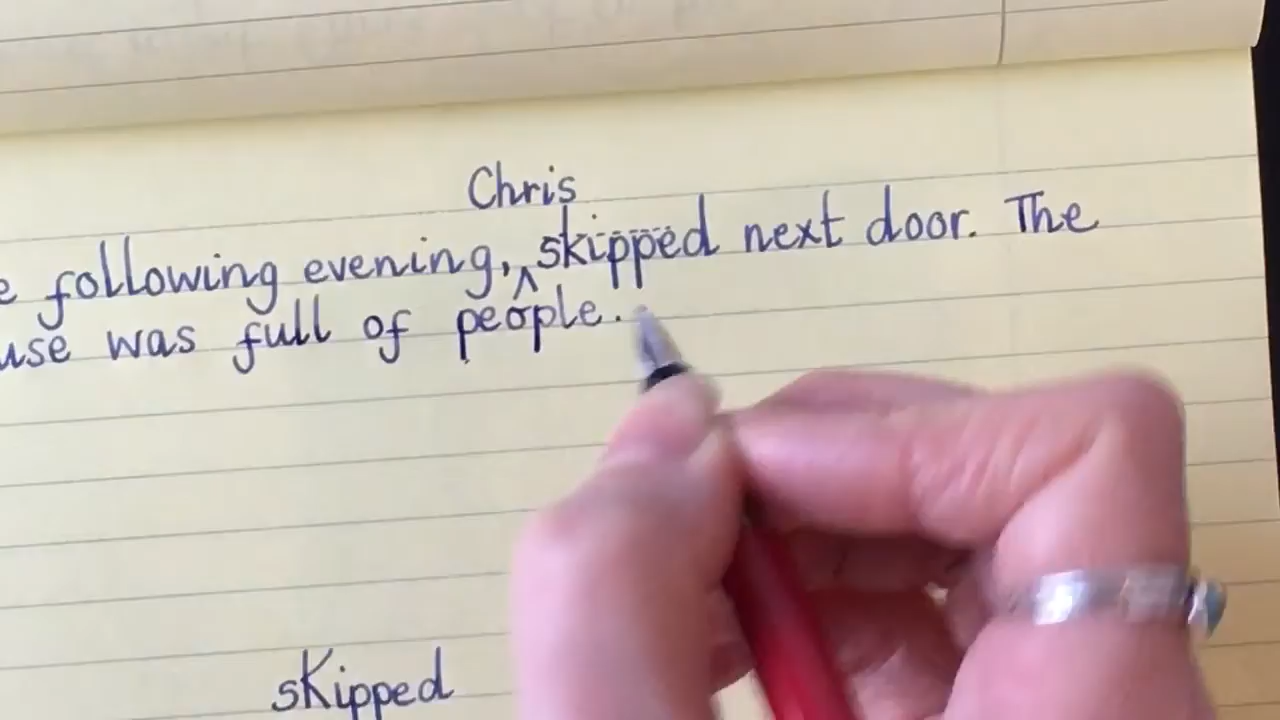 Chris
e following evening, ^ skipped next door. The
use was full of people.
skipped